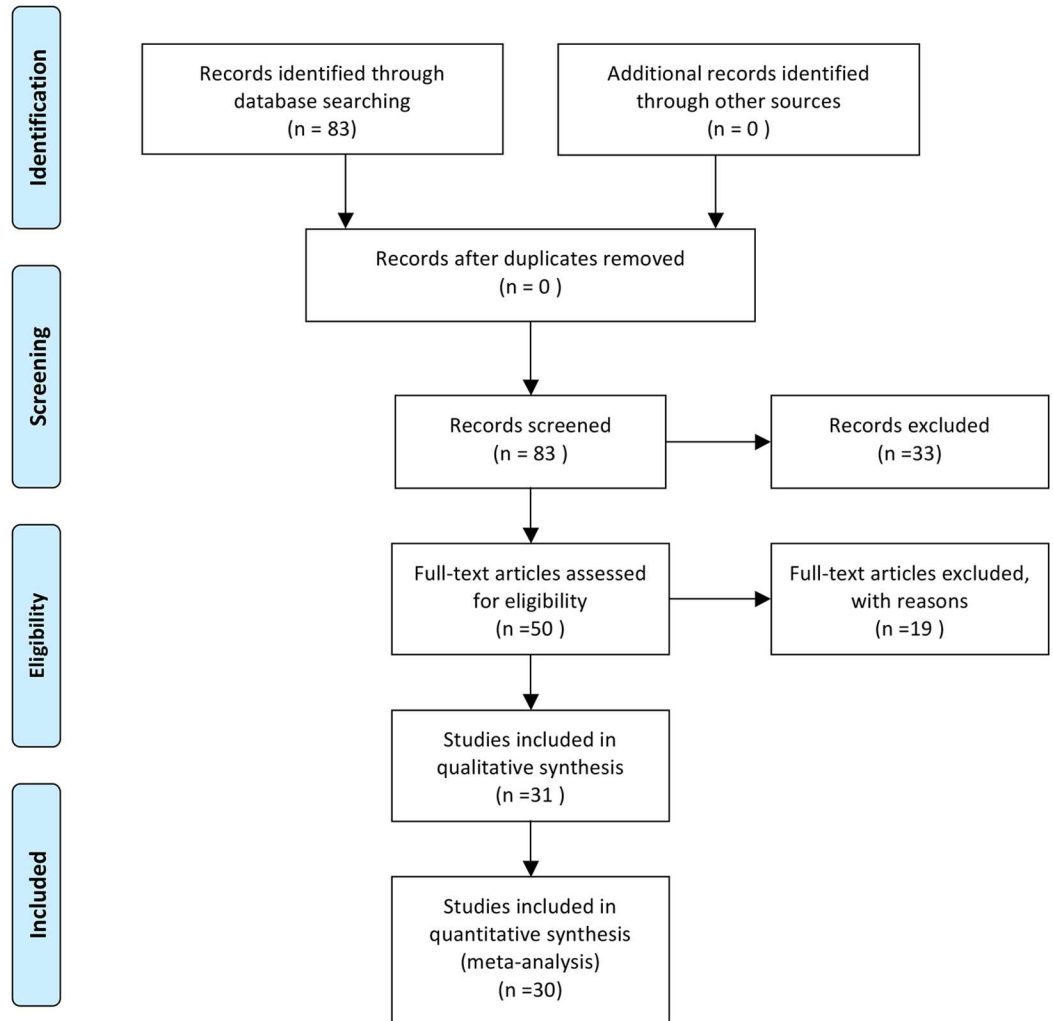 Identification
Records identified through
database searching
(n = 83)
Additional records identified
through other sources
(n = 0 )
Records after duplicates removed
(n = 0 )
Screening
Records screened
(n = 83 )
Records excluded
(n =33)
Eligibility
Full-text articles assessed
for eligibility
(n =50 )
Full-text articles excluded,
with reasons
(n =19 )
Studies included in
qualitative synthesis
(n =31 )
Included
Studies included in
quantitative synthesis
(meta-analysis)
(n =30)